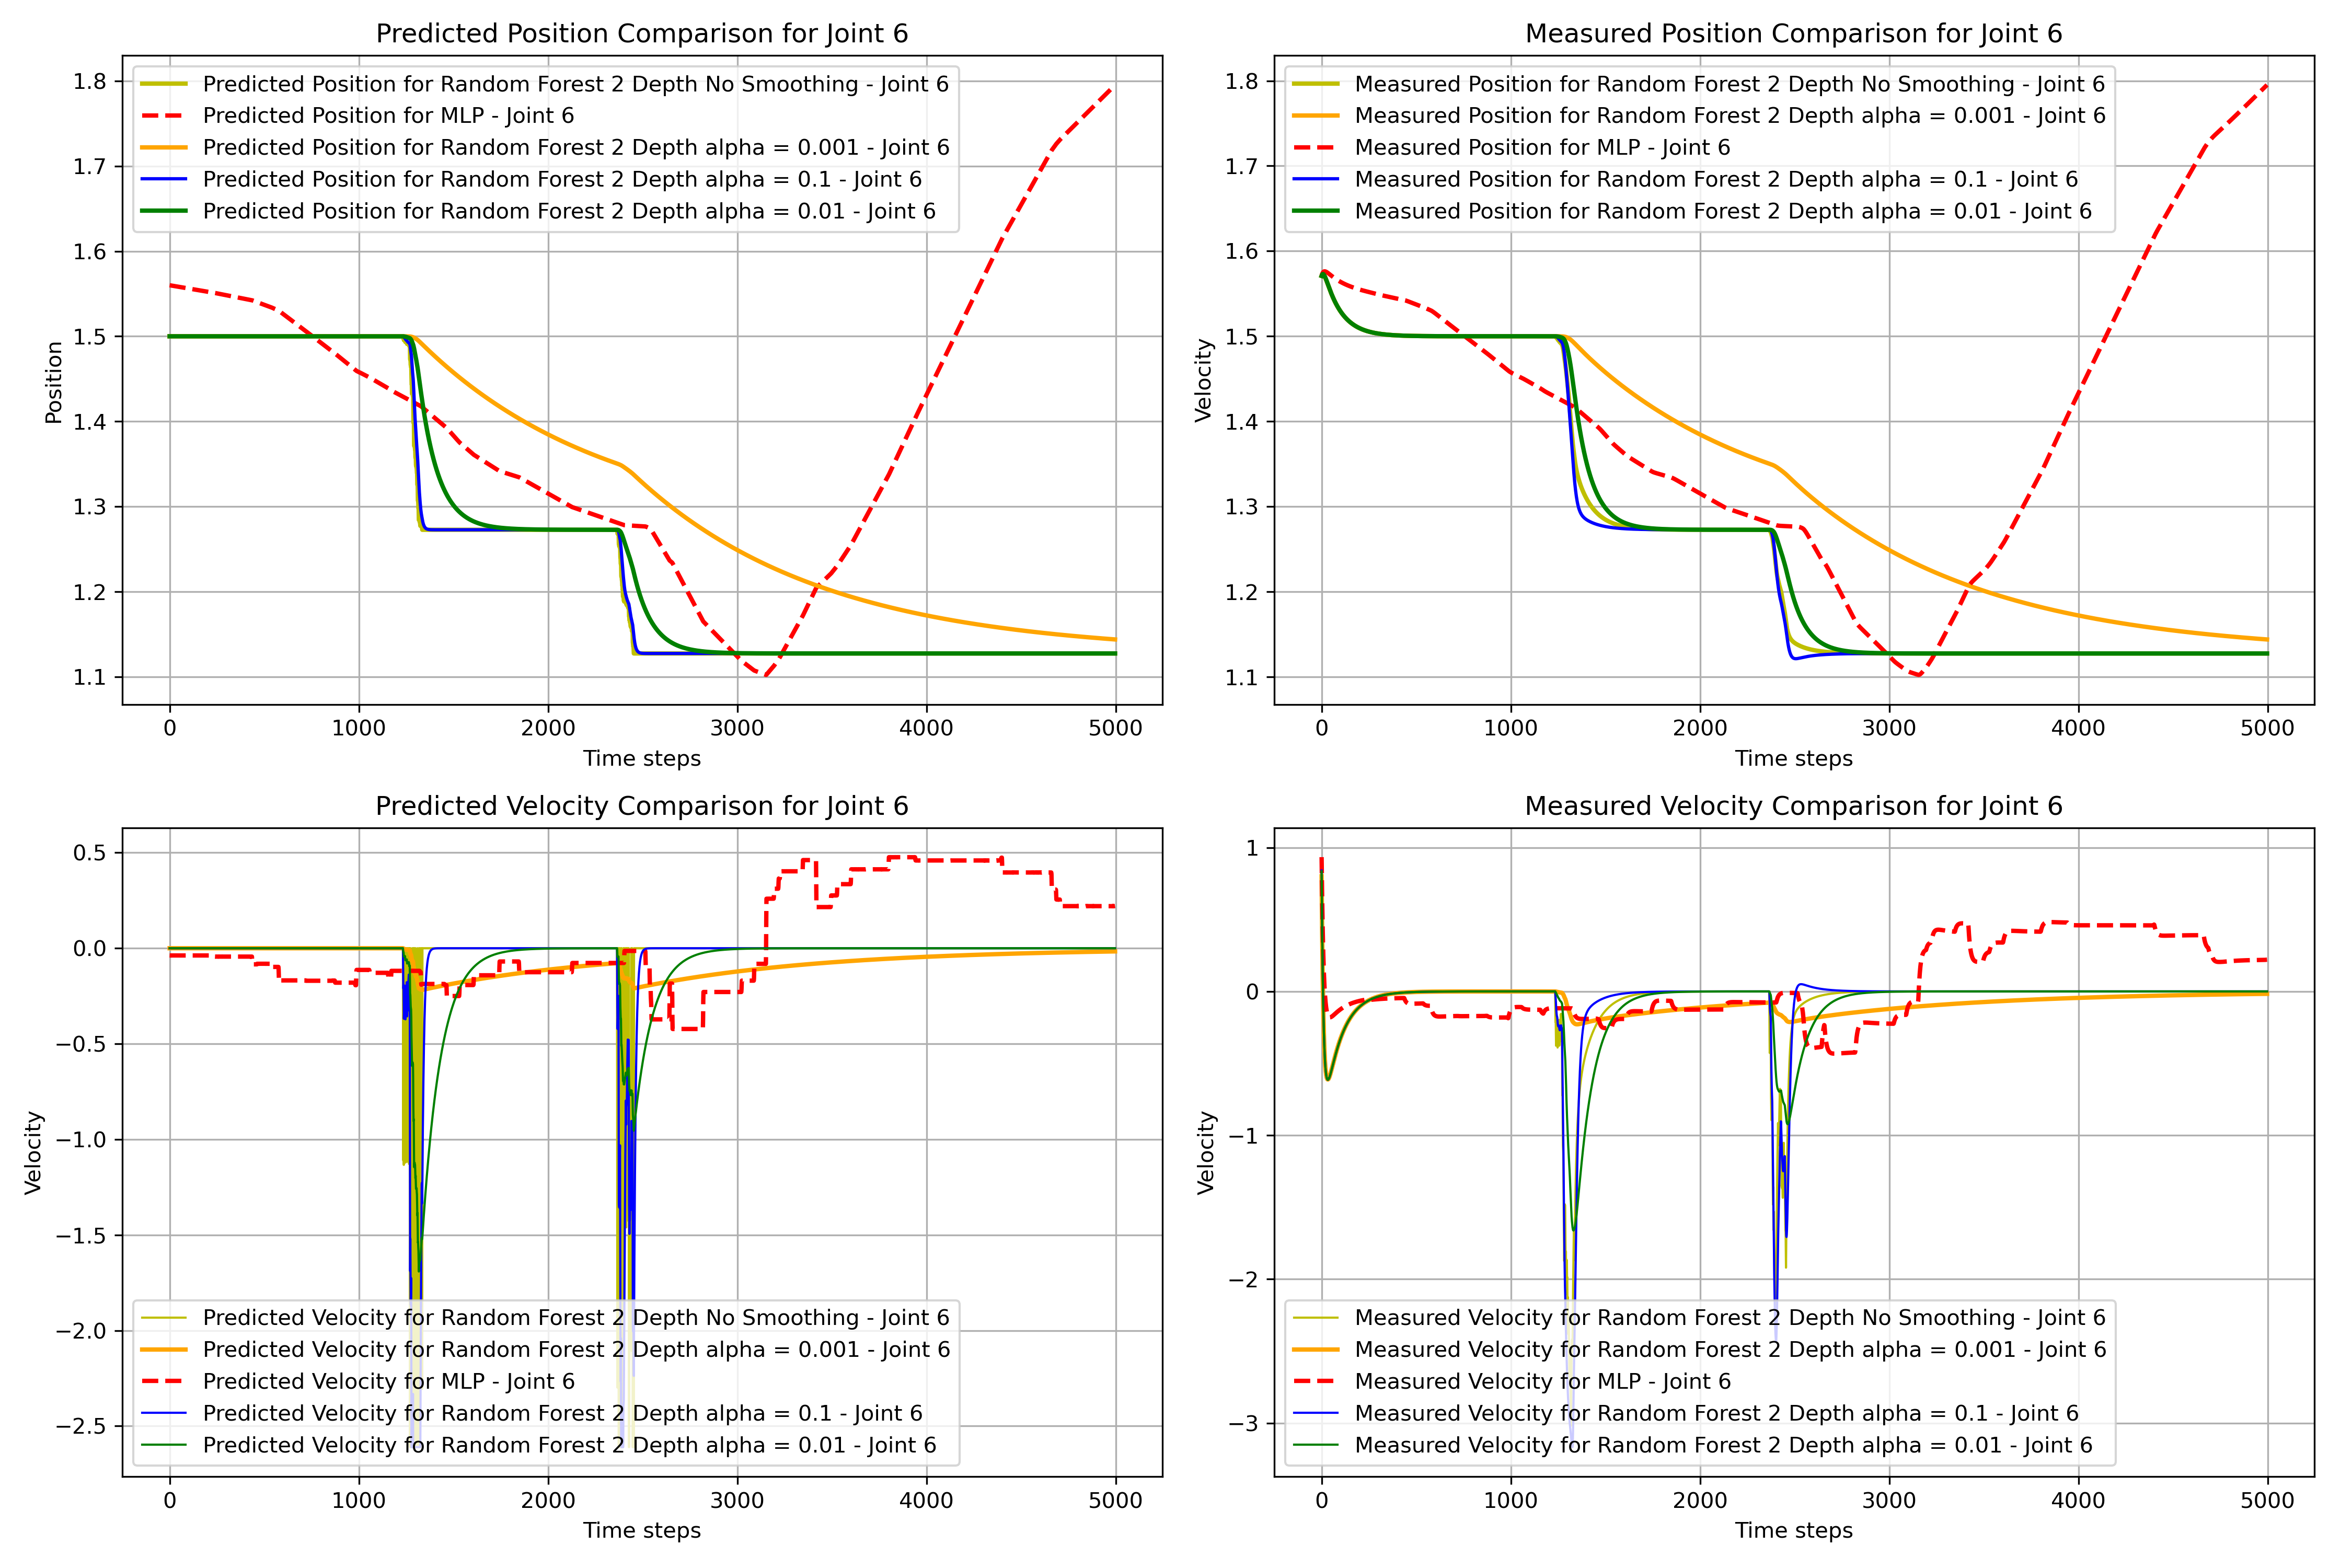 Predicted Position Comparison for Joint 6
1.8
1.7
1.6
1.5
1.4
1.3
1.2
1.1
Position
Predicted Position for Random Forest 2 Depth No Smoothing - Joint 6
Predicted Position for MLP - Joint 6
Predicted Position for Random Forest 2 Depth alpha = 0.001 - Joint 6
Predicted Position for Random Forest 2 Depth alpha = 0.1 - Joint 6
Predicted Position for Random Forest 2 Depth alpha = 0.01 - Joint 6
0 1000 2000 3000 4000 5000
Time steps
Measured Position Comparison for Joint 6
1.8
1.7
1.6
1.5
1.4
1.3
1.2
1.1
Velocity
Measured Position for Random Forest 2 Depth No Smoothing - Joint 6
Measured Position for Random Forest 2 Depth alpha = 0.001 - Joint 6
Measured Position for MLP - Joint 6
Measured Position for Random Forest 2 Depth alpha = 0.1 - Joint 6
Measured Position for Random Forest 2 Depth alpha = 0.01 - Joint 6
0 1000 2000 3000 4000 5000
Time steps
Predicted Velocity Comparison for Joint 6
0.5
0.0
−0.5
−1.0
−1.5
−2.0
−2.5
Velocity
Predicted Velocity for Random Forest 2 Depth No Smoothing - Joint 6
Predicted Velocity for Random Forest 2 Depth alpha = 0.001 - Joint 6
Predicted Velocity for MLP - Joint 6
Predicted Velocity for Random Forest 2 Depth alpha = 0.1 - Joint 6
Predicted Velocity for Random Forest 2 Depth alpha = 0.01 - Joint 6
0 1000 2000 3000 4000 5000
Time steps
Measured Velocity Comparison for Joint 6
1
0
−1
−2
−3
Velocity
Measured Velocity for Random Forest 2 Depth No Smoothing - Joint 6
Measured Velocity for Random Forest 2 Depth alpha = 0.001 - Joint 6
Measured Velocity for MLP - Joint 6
Measured Velocity for Random Forest 2 Depth alpha = 0.1 - Joint 6
Measured Velocity for Random Forest 2 Depth alpha = 0.01 - Joint 6
0 1000 2000 3000 4000 5000
Time steps